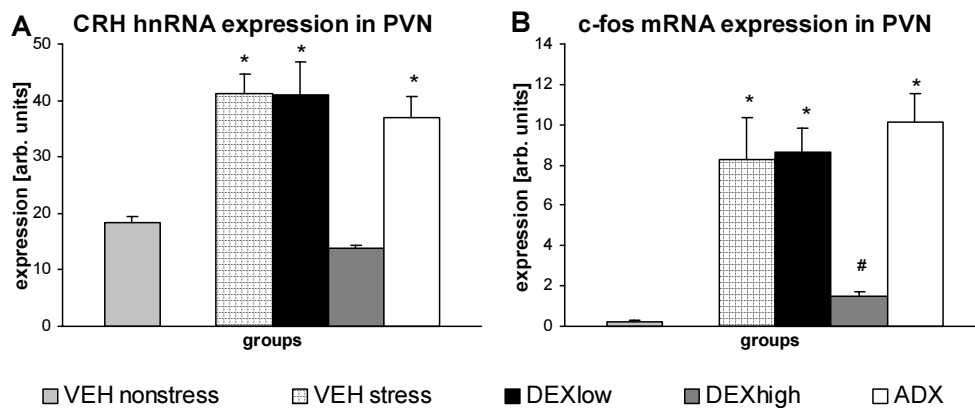 A CRH hnRNA expression in PVN
expression [arb. units]
50
40
30
20
10
0
* * *
groups
B c-fos mRNA expression in PVN
expression [arb. units]
14
12
10
8
6
4
2
0
* * # *
groups
VEH nonstress VEH stress DEXlow DEXhigh ADX